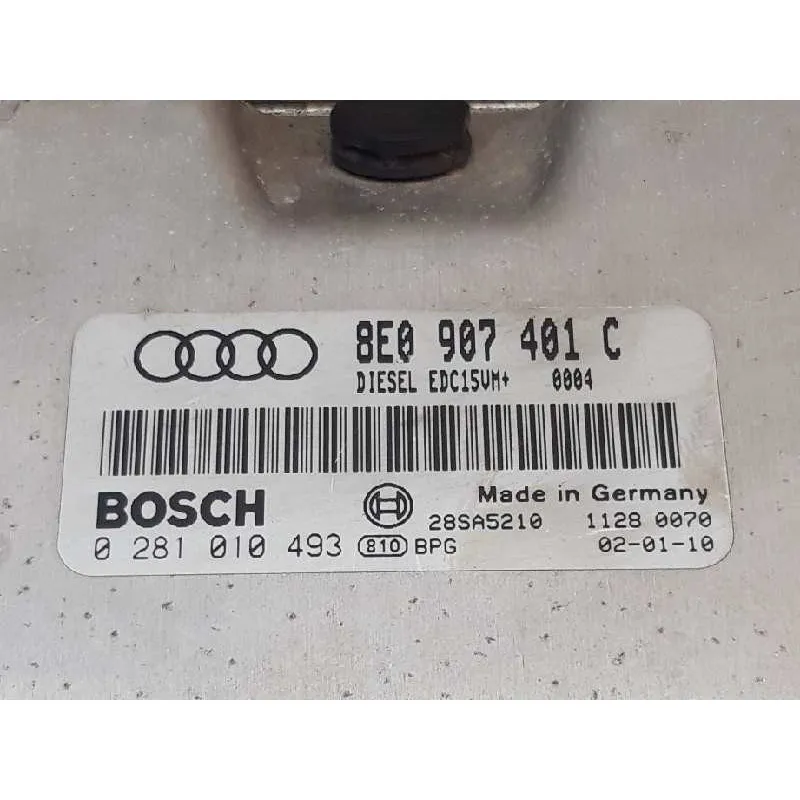 8E0 907 401 C
DIESEL EDC15VM+ 0004
BOSCH
Made in Germany
28SA5210 1128 0070
0 281 010 493 810 BPG 02-01-10